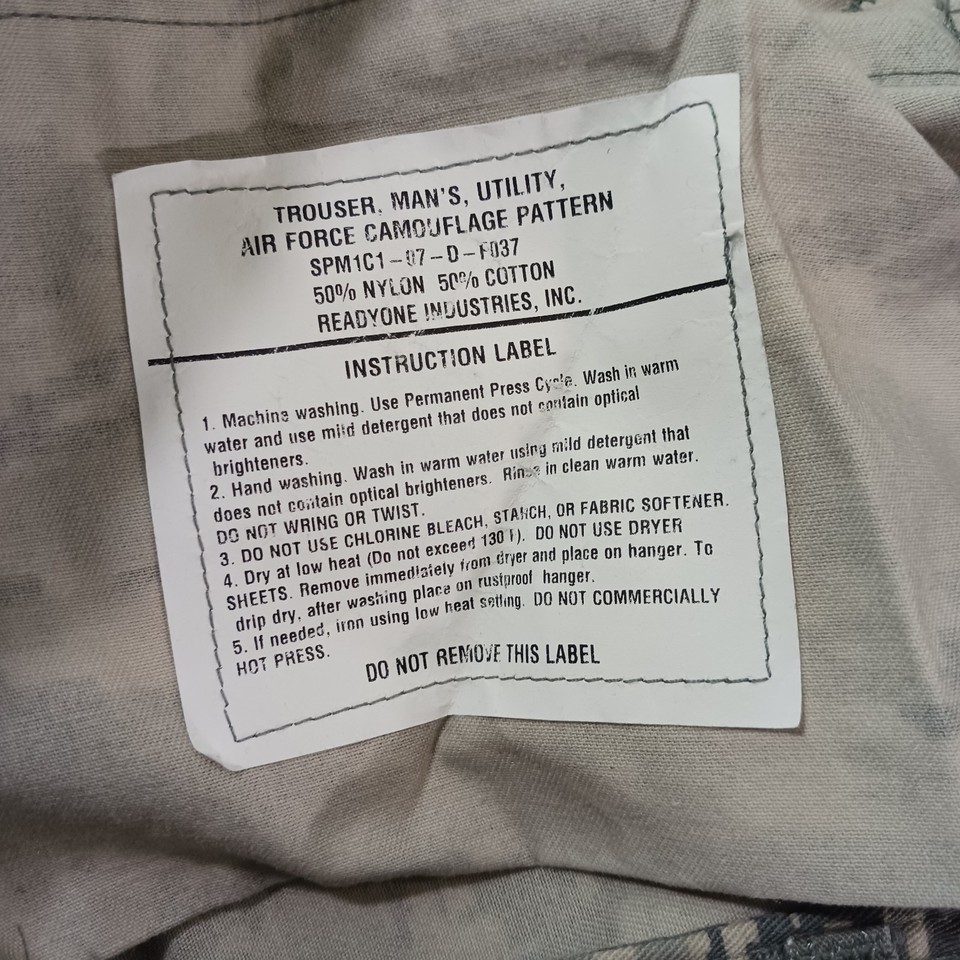 TROUSER, MAN'S, UTILITY,
AIR FORCE CAMOUFLAGE PATTERN
SPM1C1-07-D-F037
50% NYLON 50% COTTON
READYONE INDUSTRIES, INC.
INSTRUCTION LABEL
1. Machine washing. Use Permanent Press Cycle. Wash in warm
water and use mild detergent that does not contain optical
brighteners.
2. Hand washing. Wash in warm water using mild detergent that
does not contain optical brighteners. Rinse in clean warm water.
DO NOT WRING OR TWIST.
3. DO NOT USE CHLORINE BLEACH, STARCH, OR FABRIC SOFTENER.
4. Dry at low heat (Do not exceed 130 F). DO NOT USE DRYER
SHEETS. Remove immediately from dryer and place on hanger. To
drip dry, after washing place on rustproof hanger.
5. If needed, iron using low heat setting. DO NOT COMMERCIALLY
HOT PRESS.
DO NOT REMOVE THIS LABEL